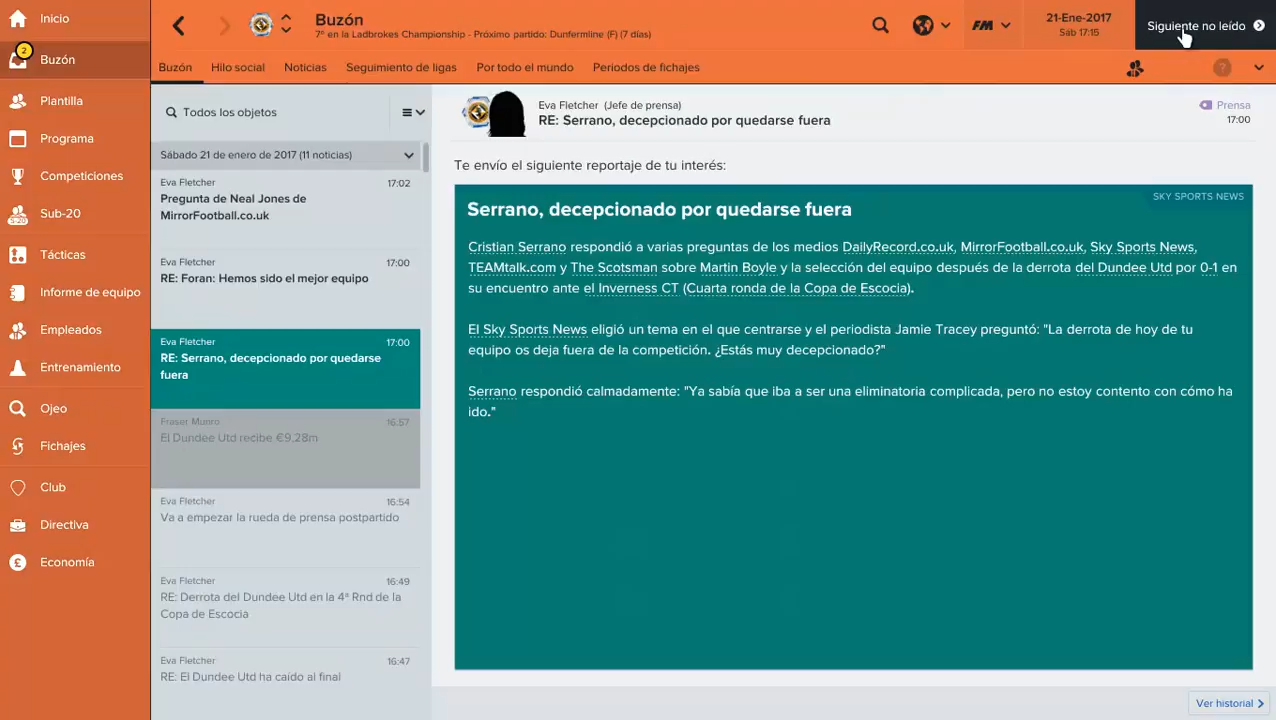 Inicio
2
Buzón
Plantilla
Programa
Competiciones
Sub-20
Tácticas
Informe de equipo
Empleados
Entrenamiento
Ojeo
Fichajes
Club
Directiva
Economía
Buzón
7º en la Ladbrokes Championship - Próximo partido: Dunfermline (F) (7 días)
FM
21-Ene-2017
Sáb 17:15
Siguiente no leído
Buzón Hilo social Noticias Seguimiento de ligas Por todo el mundo Periodos de fichajes
?
Todos los objetos
Sábado 21 de enero de 2017 (11 noticias)
Eva Fletcher 17:02
Pregunta de Neal Jones de
MirrorFootball.co.uk
Eva Fletcher 17:00
RE: Foran: Hemos sido el mejor equipo
Eva Fletcher 17:00
RE: Serrano, decepcionado por quedarse
fuera
Fraser Munro 16:57
El Dundee Utd recibe €9,28m
Eva Fletcher 16:54
Va a empezar la rueda de prensa postpartido
Eva Fletcher 16:49
RE: Derrota del Dundee Utd en la 4ª Rnd de la
Copa de Escocia
Eva Fletcher 16:47
RE: El Dundee Utd ha caído al final
Eva Fletcher (Jefe de prensa)
RE: Serrano, decepcionado por quedarse fuera
Prensa
17:00
Te envío el siguiente reportaje de tu interés:
SKY SPORTS NEWS
Serrano, decepcionado por quedarse fuera
Cristian Serrano respondió a varias preguntas de los medios DailyRecord.co.uk, MirrorFootball.co.uk, Sky Sports News,
TEAMtalk.com y The Scotsman sobre Martin Boyle y la selección del equipo después de la derrota del Dundee Utd por 0-1 en
su encuentro ante el Inverness CT (Cuarta ronda de la Copa de Escocia).
El Sky Sports News eligió un tema en el que centrarse y el periodista Jamie Tracey preguntó: "La derrota de hoy de tu
equipo os deja fuera de la competición. ¿Estás muy decepcionado?"
Serrano respondió calmadamente: "Ya sabía que iba a ser una eliminatoria complicada, pero no estoy contento con cómo ha
ido."
Ver historial